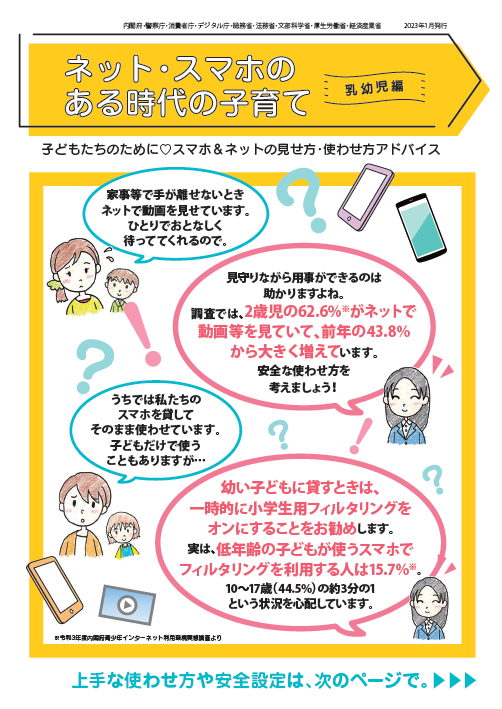 内閣府・警察庁・消費者庁・デジタル庁・総務省・法務省・文部科学省・厚生労働省・経済産業省 2023年1月発行
ネット・スマホの
ある時代の子育て
乳幼児編
子どもたちのために♡スマホ＆ネットの見せ方・使わせ方アドバイス
家事等で手が離せないとき
ネットで動画を見せています。
ひとりでおとなしく
待っててくれるので。
見守りながら用事ができるのは
助かりますよね。
調査では、2歳児の62.6%※がネットで
動画等を見ていて、前年の43.8%
から大きく増えています。
安全な使わせ方を
考えましょう！
うちでは私たちの
スマホを貸して
そのまま使わせています。
子どもだけで使う
こともありますが…
幼い子どもに貸すときは、
一時的に小学生用フィルタリングを
オンにすることをお勧めします。
実は、低年齢の子どもが使うスマホで
フィルタリングを利用する人は15.7%※。
10〜17歳（44.5%）の約3分の1
という状況を心配しています。
※令和3年度内閣府青少年インターネット利用環境実態調査より
上手な使わせ方や安全設定は、次のページで。▶▶▶